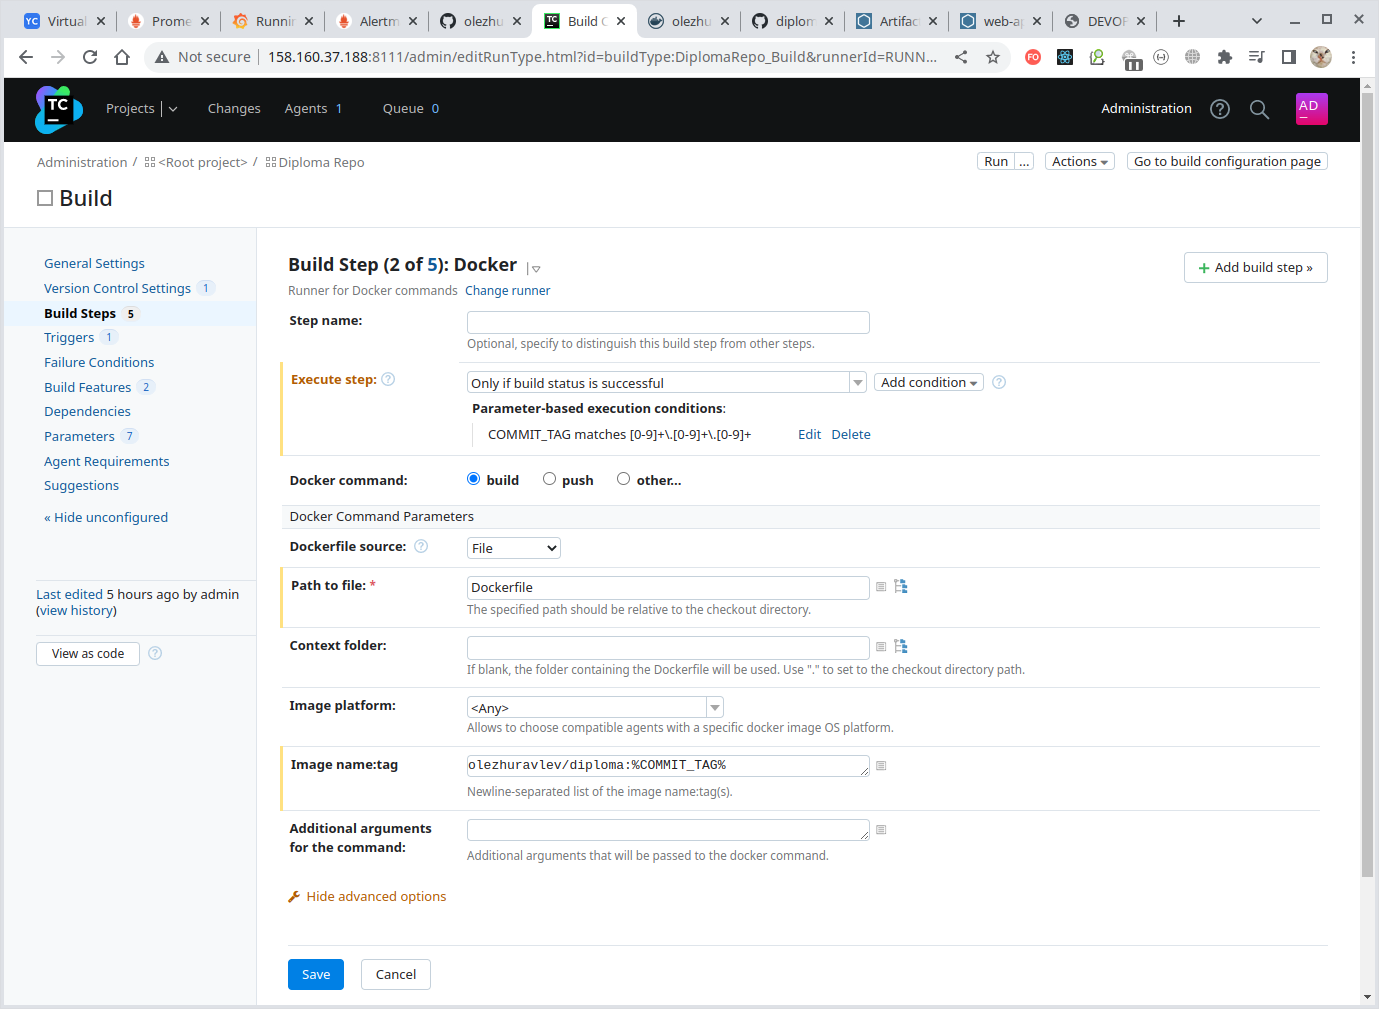 Virtual
Prome
Runnin
Alertm
olezhu
Build C
olezhu
diplom
Artifac
web-ap
DEVOP
Not secure 158.160.37.188:8111/admin/editRunType.html?id=buildType:DiplomaRepo_Build&runnerId=RUNN...
TC Projects Changes Agents 1 Queue 0 Administration AD
Administration / <Root project> / Diploma Repo Run ... Actions Go to build configuration page
Build
General Settings
Version Control Settings 1
Build Steps 5
Triggers 1
Failure Conditions
Build Features 2
Dependencies
Parameters 7
Agent Requirements
Suggestions
« Hide unconfigured
Last edited 5 hours ago by admin
(view history)
View as code
Build Step (2 of 5): Docker
+ Add build step »
Runner for Docker commands Change runner
Step name:
Optional, specify to distinguish this build step from other steps.
Execute step: Only if build status is successful Add condition
Parameter-based execution conditions:
COMMIT_TAG matches [0-9]+\.[0-9]+\.[0-9]+ Edit Delete
Docker command: build push other...
Docker Command Parameters
Dockerfile source: File
Path to file: * Dockerfile
The specified path should be relative to the checkout directory.
Context folder:
If blank, the folder containing the Dockerfile will be used. Use "." to set to the checkout directory path.
Image platform: <Any>
Allows to choose compatible agents with a specific docker image OS platform.
Image name:tag olezhuravlev/diploma:%COMMIT_TAG%
Newline-separated list of the image name:tag(s).
Additional arguments
for the command:
Additional arguments that will be passed to the docker command.
Hide advanced options
Save Cancel